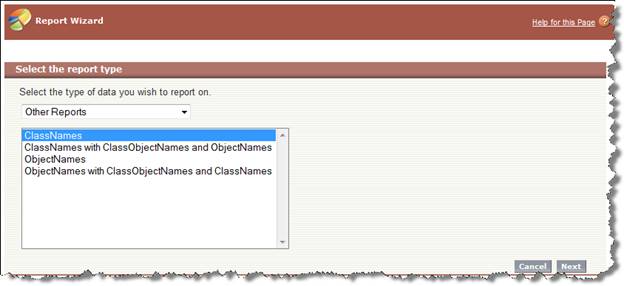 Report Wizard
Help for this Page ?
Select the report type
Select the type of data you wish to report on.
Other Reports
ClassNames
ClassNames with ClassObjectNames and ObjectNames
ObjectNames
ObjectNames with ClassObjectNames and ClassNames
Cancel Next